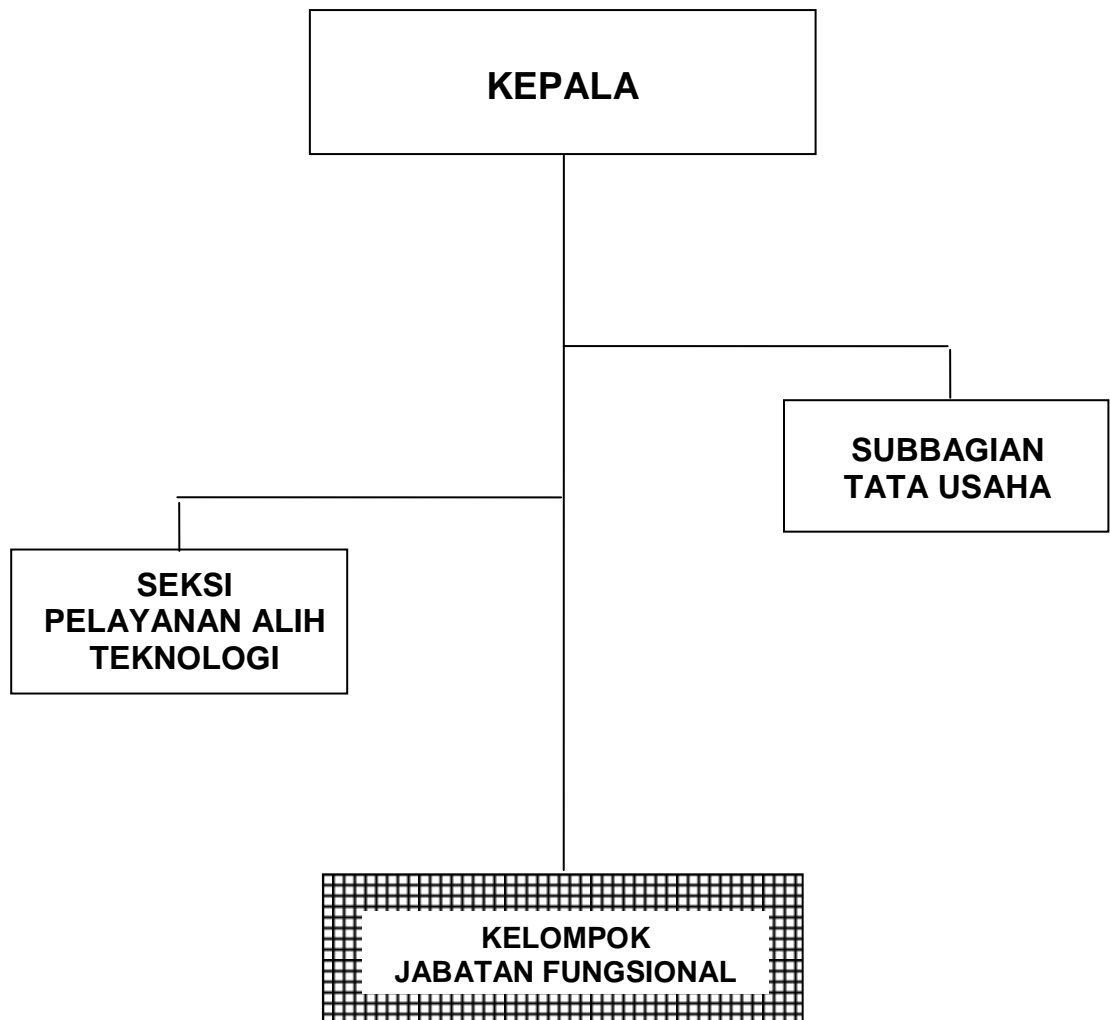 KEPALA
SUBBAGIAN
TATA USAHA
SEKSI
PELAYANAN ALIH
TEKNOLOGI
KELOMPOK
JABATAN FUNGSIONAL